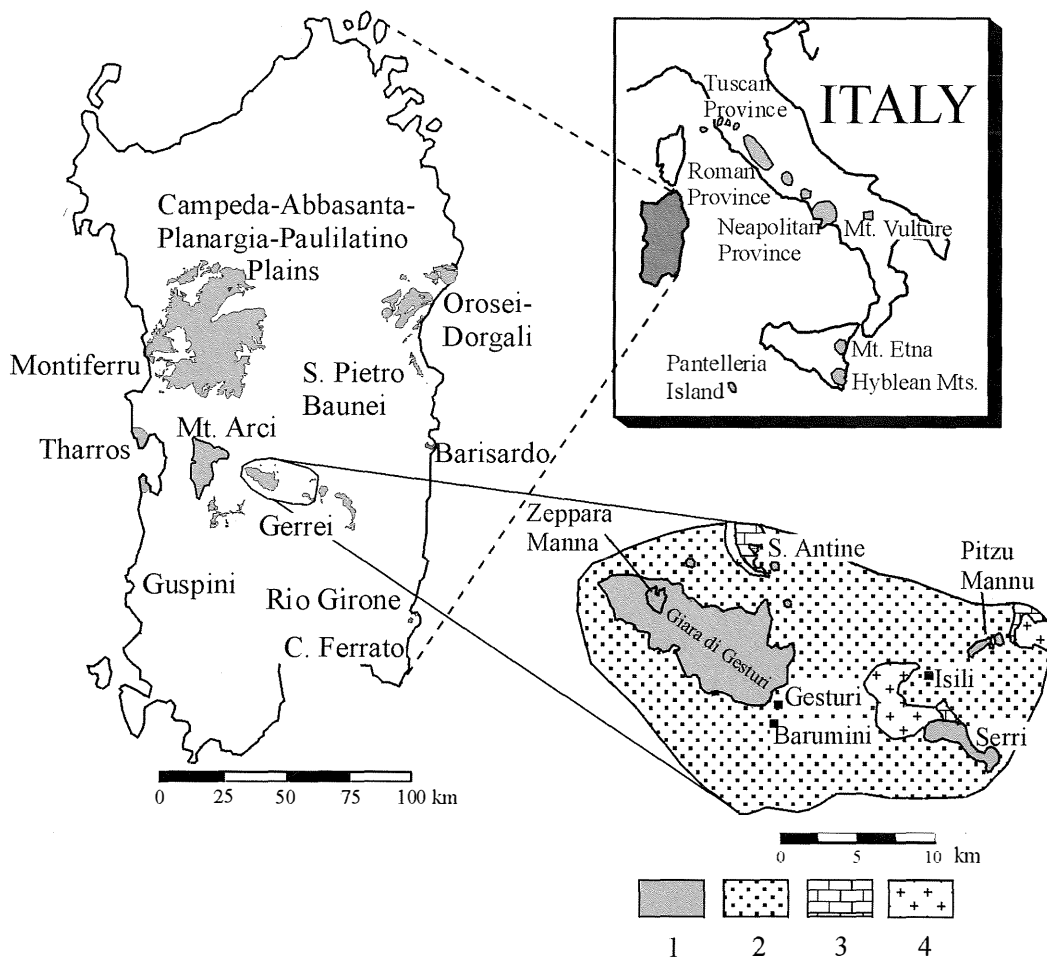 Campeda-Abbasanta-
Planargia-Paulilatino
Plains
Orosei-
Dorgali
Montiferru
S. Pietro
Baunei
Mt. Arci
Tharros
Barisardo
Gerrei
Guspini
Rio Girone
C. Ferrato
0 25 50 75 100 km
ITALY
Tuscan
Province
Roman
Province
Neapolitan
Province
Mt. Vulture
Mt. Etna
Pantelleria
Island
Hyblean Mts.
Zeppara
Manna
S. Antine
Pitzu
Mannu
Giara di Gesturi
Isili
Gesturi
Barumini
Serri
0 5 10 km
1 2 3 4